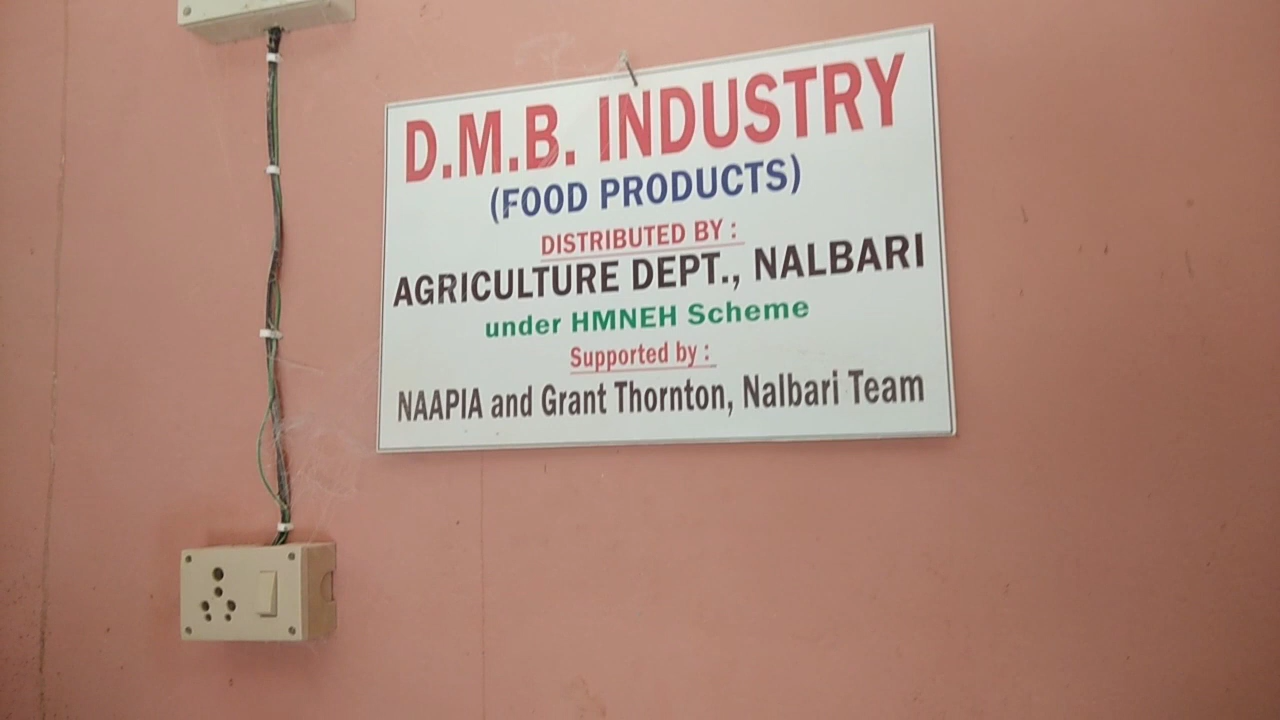 D.M.B. INDUSTRY
(FOOD PRODUCTS)
DISTRIBUTED BY :
AGRICULTURE DEPT., NALBARI
under HMNEH Scheme
Supported by :
NAAPIA and Grant Thornton, Nalbari Team